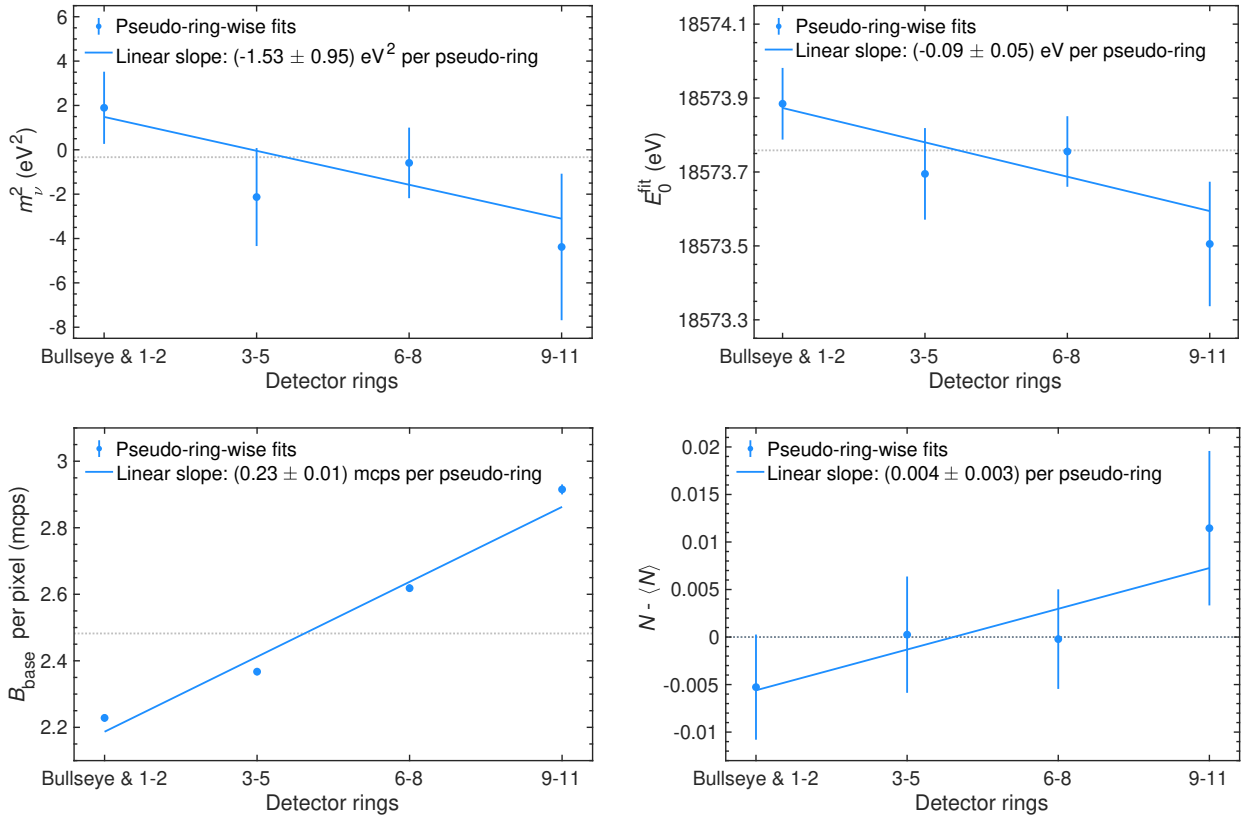 Pseudo-ring-wise fits
Linear slope: (-1.53 ± 0.95) eV² per pseudo-ring
6
4
2
0
-2
-4
-6
-8
m²ᵥ (eV²)
Bullseye & 1-2 3-5 6-8 9-11
Detector rings
Pseudo-ring-wise fits
Linear slope: (-0.09 ± 0.05) eV per pseudo-ring
18574.1
18573.9
18573.7
18573.5
18573.3
E₀ᶠⁱᵗ (eV)
Bullseye & 1-2 3-5 6-8 9-11
Detector rings
Pseudo-ring-wise fits
Linear slope: (0.23 ± 0.01) mcps per pseudo-ring
3
2.8
2.6
2.4
2.2
B_base per pixel (mcps)
Bullseye & 1-2 3-5 6-8 9-11
Detector rings
Pseudo-ring-wise fits
Linear slope: (0.004 ± 0.003) per pseudo-ring
0.02
0.015
0.01
0.005
0
-0.005
-0.01
N - ⟨N⟩
Bullseye & 1-2 3-5 6-8 9-11
Detector rings